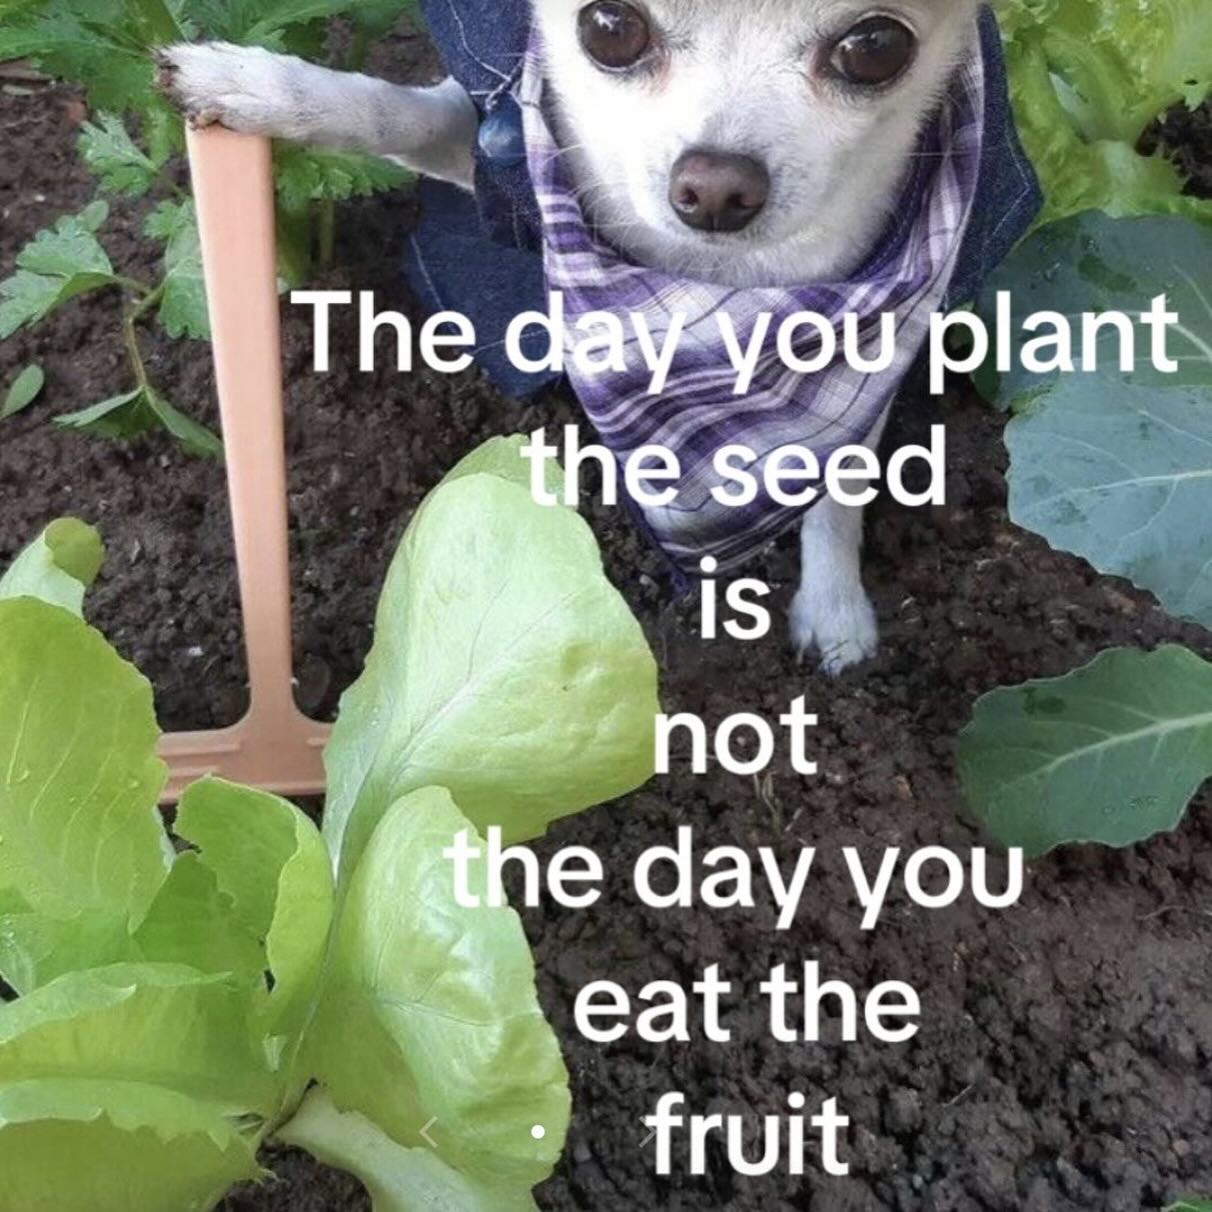 The day you plant
the seed
is
not
the day you
eat the
fruit